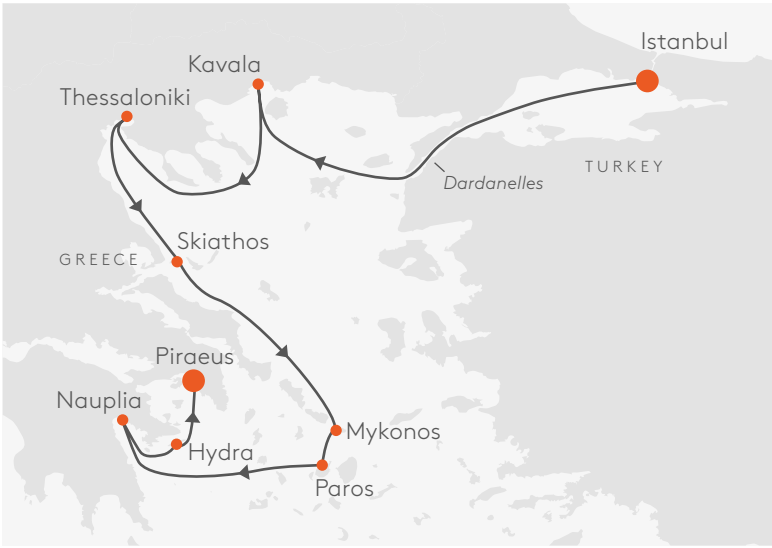 Istanbul
Kavala
Thessaloniki
TURKEY
Dardanelles
Skiathos
GREECE
Piraeus
Nauplia
Mykonos
Hydra
Paros